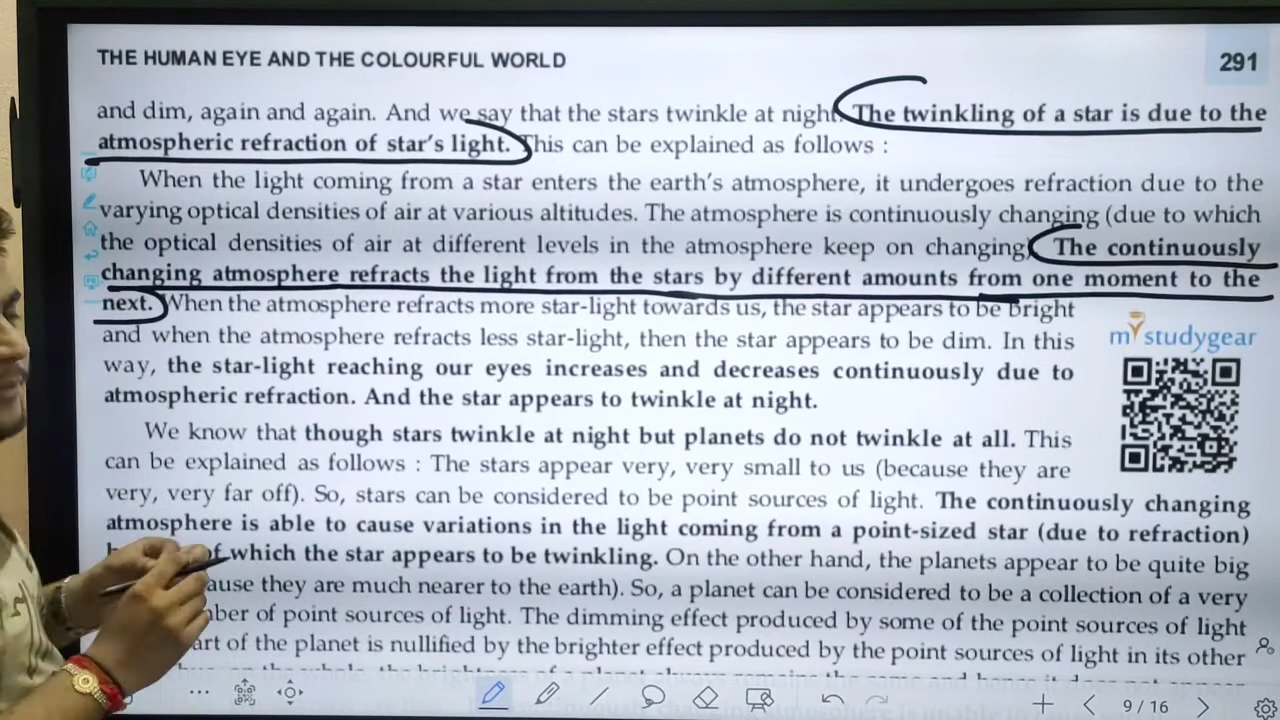 THE HUMAN EYE AND THE COLOURFUL WORLD
291
and dim, again and again. And we say that the stars twinkle at night. The twinkling of a star is due to the
atmospheric refraction of star's light. This can be explained as follows :
When the light coming from a star enters the earth's atmosphere, it undergoes refraction due to the
varying optical densities of air at various altitudes. The atmosphere is continuously changing (due to which
the optical densities of air at different levels in the atmosphere keep on changing). The continuously
changing atmosphere refracts the light from the stars by different amounts from one moment to the
next. When the atmosphere refracts more star-light towards us, the star appears to be bright
and when the atmosphere refracts less star-light, then the star appears to be dim. In this
way, the star-light reaching our eyes increases and decreases continuously due to
atmospheric refraction. And the star appears to twinkle at night.
mystudygear
We know that though stars twinkle at night but planets do not twinkle at all. This
can be explained as follows : The stars appear very, very small to us (because they are
very, very far off). So, stars can be considered to be point sources of light. The continuously changing
atmosphere is able to cause variations in the light coming from a point-sized star (due to refraction)
of which the star appears to be twinkling. On the other hand, the planets appear to be quite big
ause they are much nearer to the earth). So, a planet can be considered to be a collection of a very
ber of point sources of light. The dimming effect produced by some of the point sources of light
art of the planet is nullified by the brighter effect produced by the point sources of light in its other
9 / 16